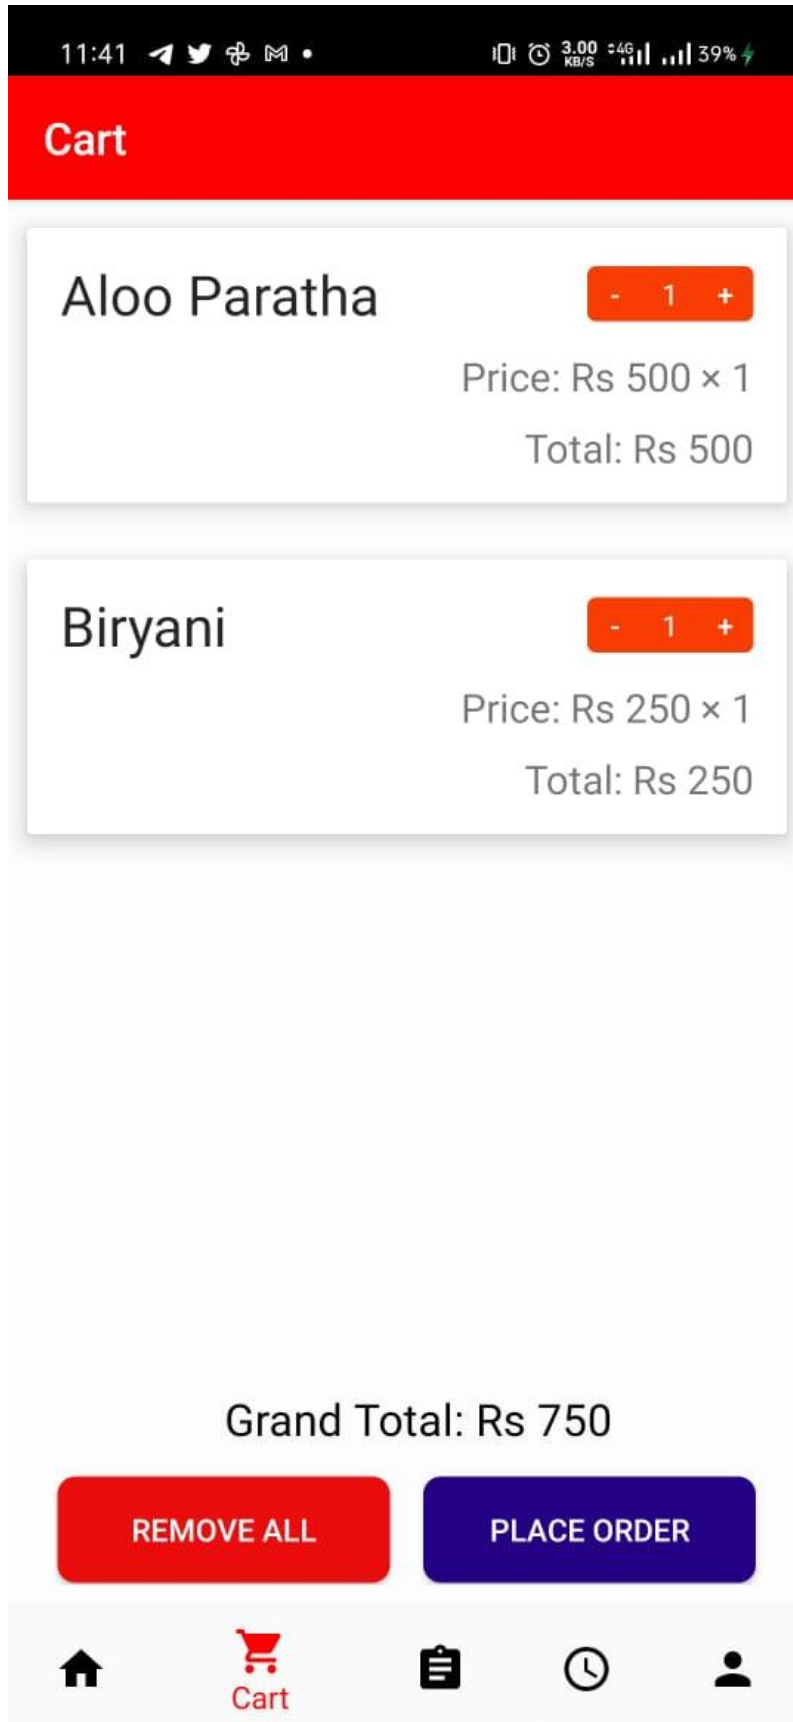 11:41 3.00 KB/S 4G 39%
Cart
Aloo Paratha - 1 +
Price: Rs 500 × 1
Total: Rs 500
Biryani - 1 +
Price: Rs 250 × 1
Total: Rs 250
Grand Total: Rs 750
REMOVE ALL PLACE ORDER
Cart